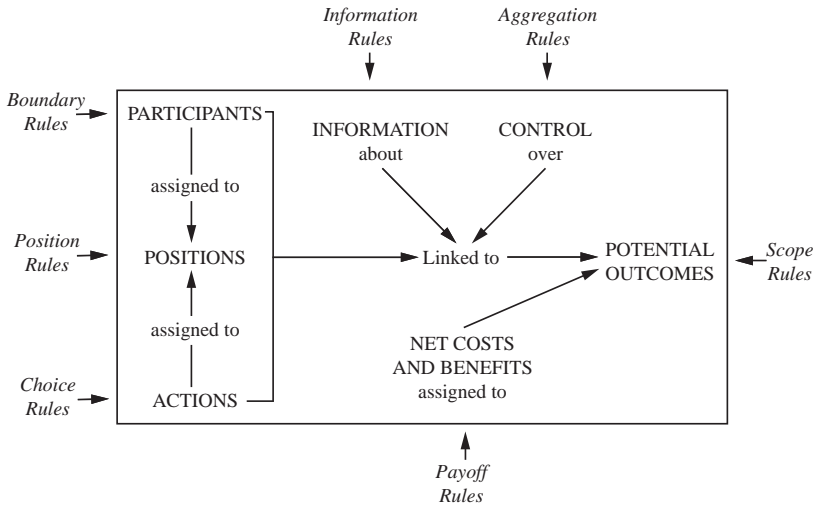 Information
Rules
Aggregation
Rules
Boundary
Rules
PARTICIPANTS
INFORMATION
about
CONTROL
over
assigned to
Position
Rules
POSITIONS
Linked to
POTENTIAL
OUTCOMES
Scope
Rules
assigned to
NET COSTS
AND BENEFITS
assigned to
Choice
Rules
ACTIONS
Payoff
Rules